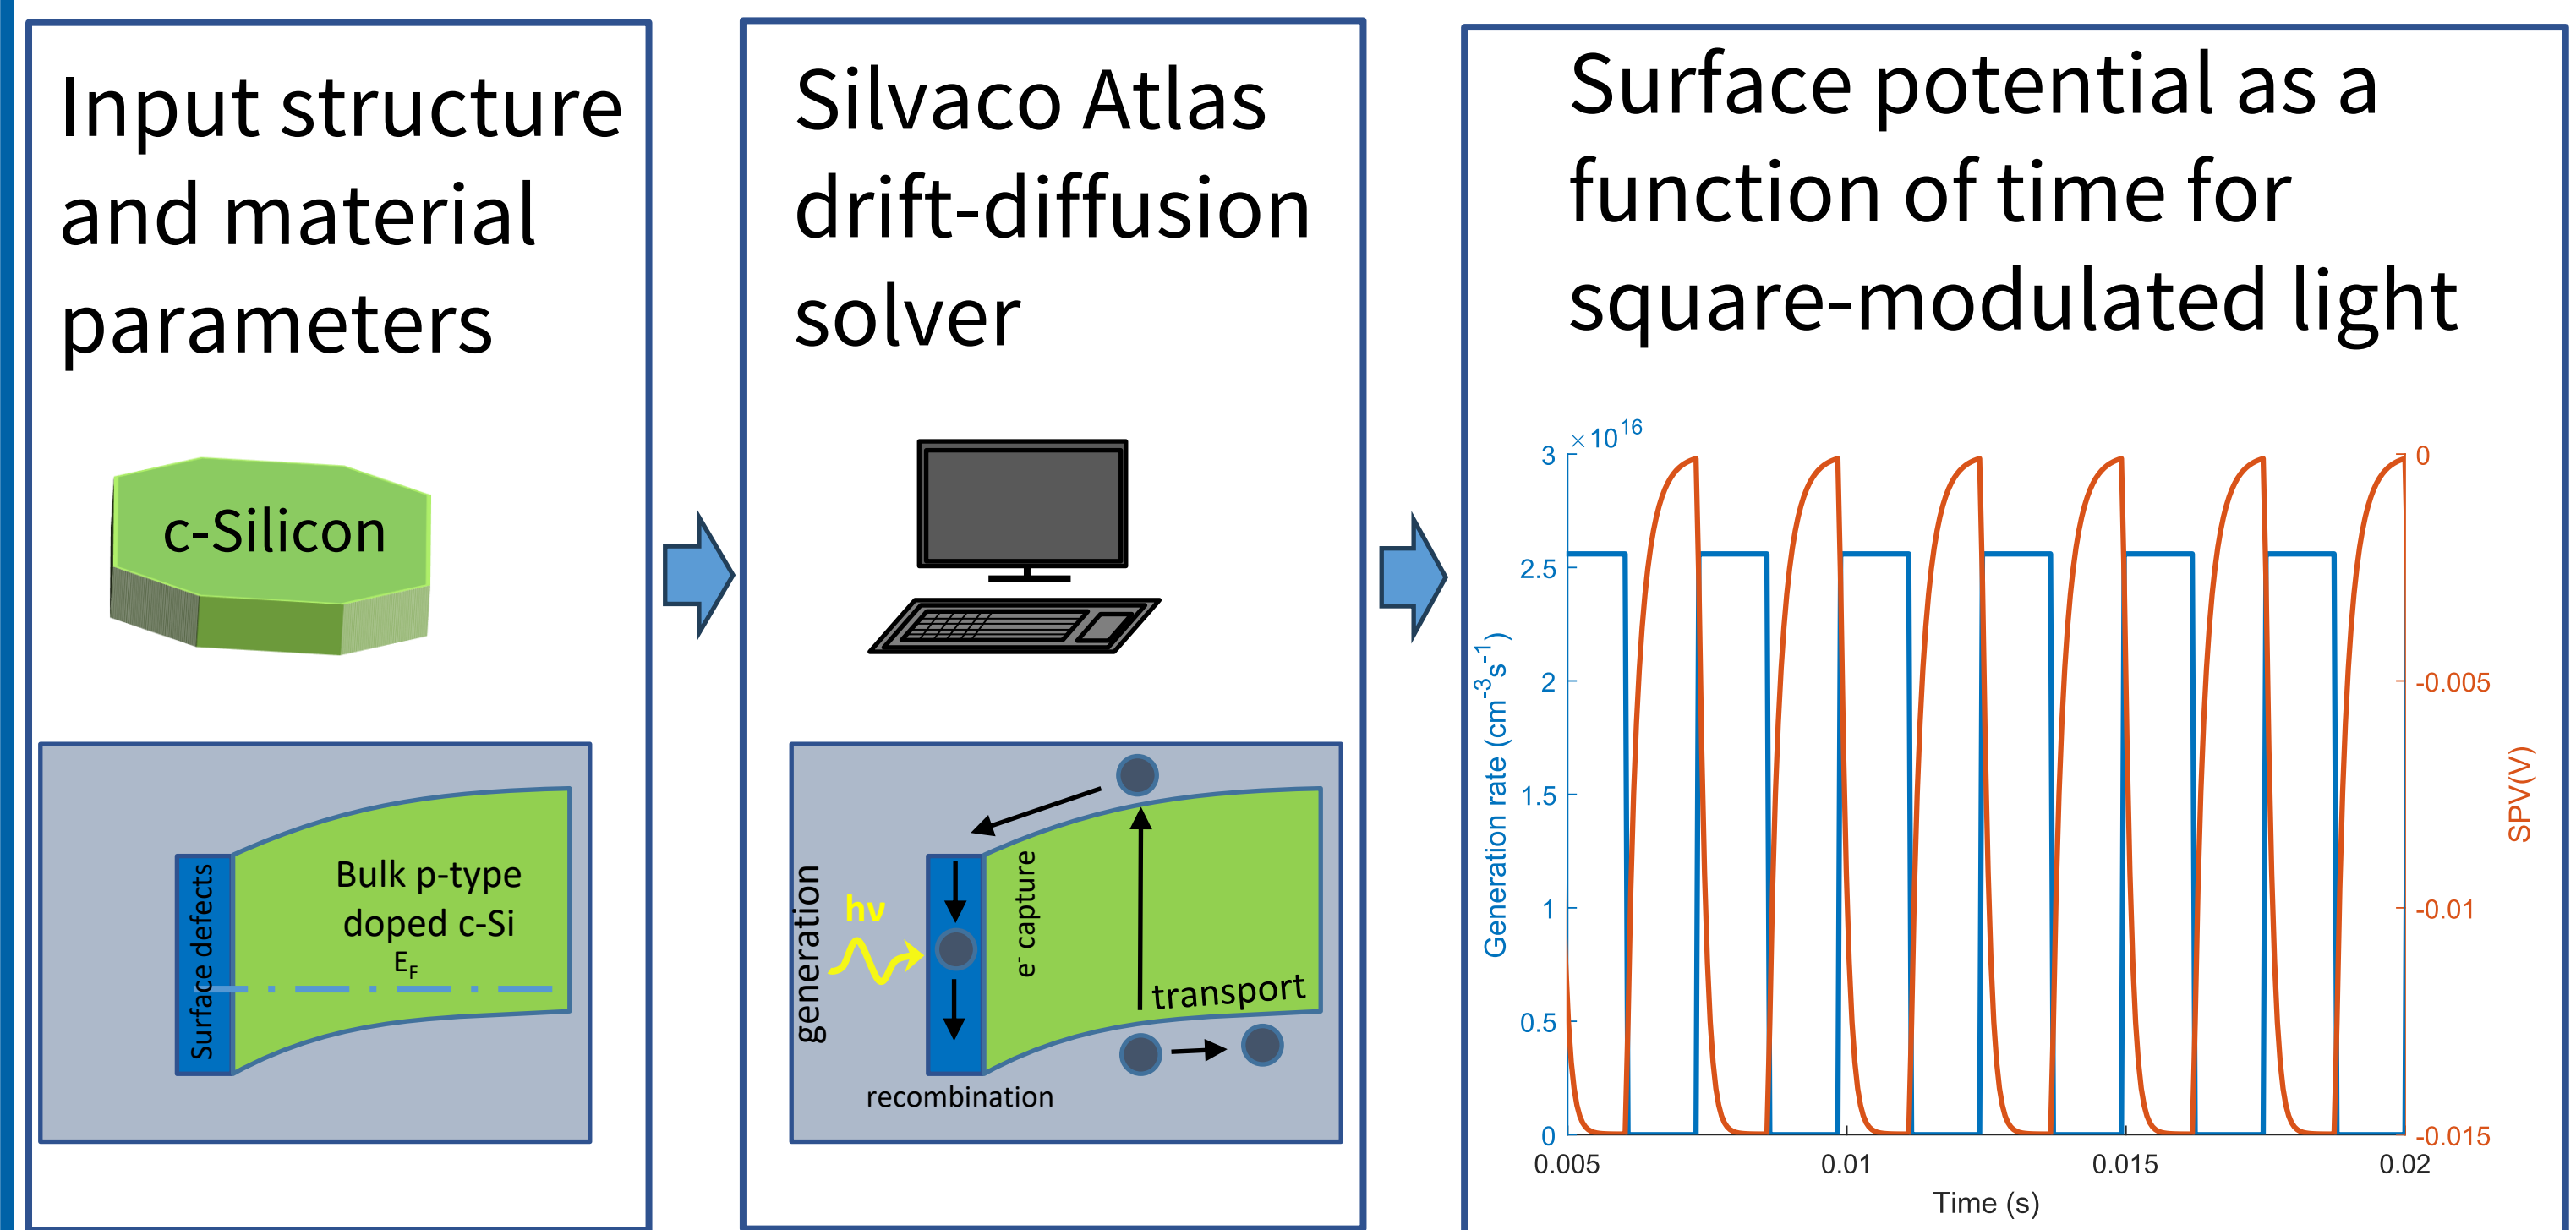 Input structure
and material
parameters
c-Silicon
Surface defects
Bulk p-type
doped c-Si
E_F
Silvaco Atlas
drift-diffusion
solver
generation
hν
e⁻ capture
transport
recombination
Surface potential as a
function of time for
square-modulated light
×10¹⁶
3
2.5
2
1.5
1
0.5
0
Generation rate (cm⁻³s⁻¹)
0
-0.005
-0.01
-0.015
SPV(V)
0.005 0.01 0.015 0.02
Time (s)